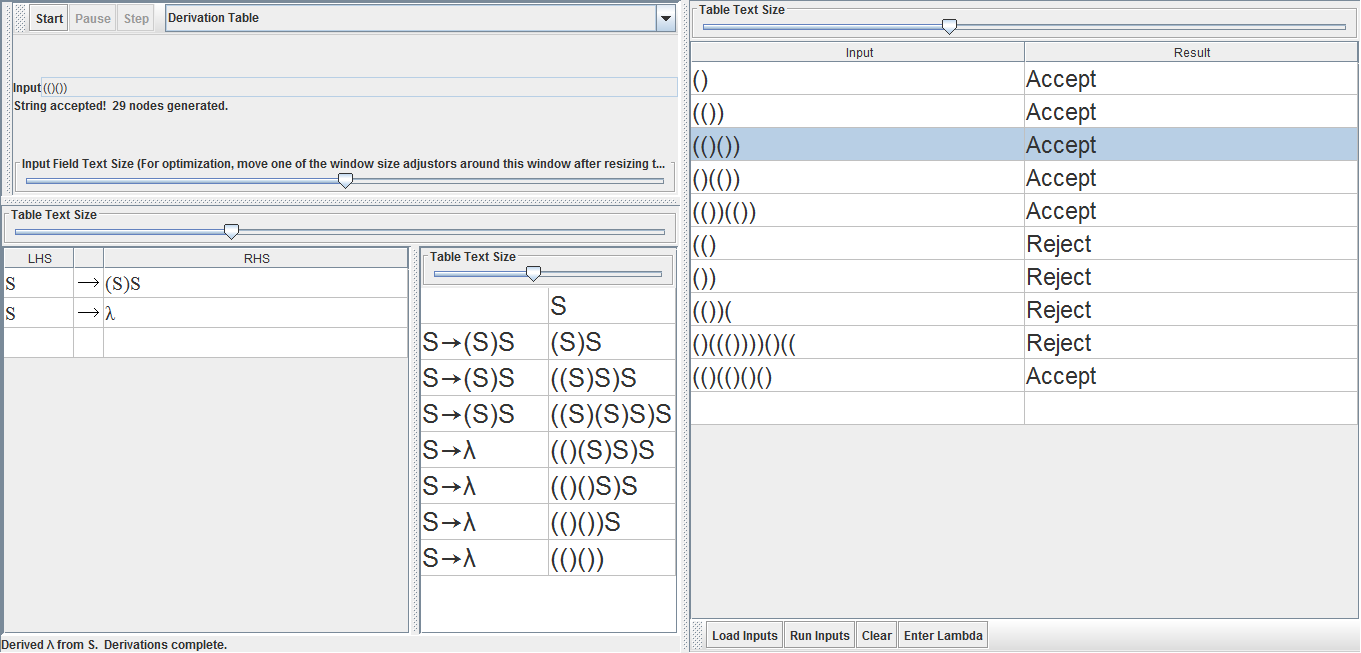 Start Pause Step Derivation Table
Input (()())
String accepted! 29 nodes generated.
Input Field Text Size (For optimization, move one of the window size adjustors around this window after resizing t...
Table Text Size
LHS RHS
S → (S)S
S → λ
Table Text Size
S
S→(S)S (S)S
S→(S)S ((S)S)S
S→(S)S ((S)(S)S)S
S→λ (()(S)S)S
S→λ (()()S)S
S→λ (()())S
S→λ (()())
Derived λ from S. Derivations complete.
Table Text Size
Input Result
() Accept
(()) Accept
(()()) Accept
()(()) Accept
(())(()) Accept
(() Reject
()) Reject
(())( Reject
()((())))()(( Reject
(()(()()() Accept
Load Inputs Run Inputs Clear Enter Lambda